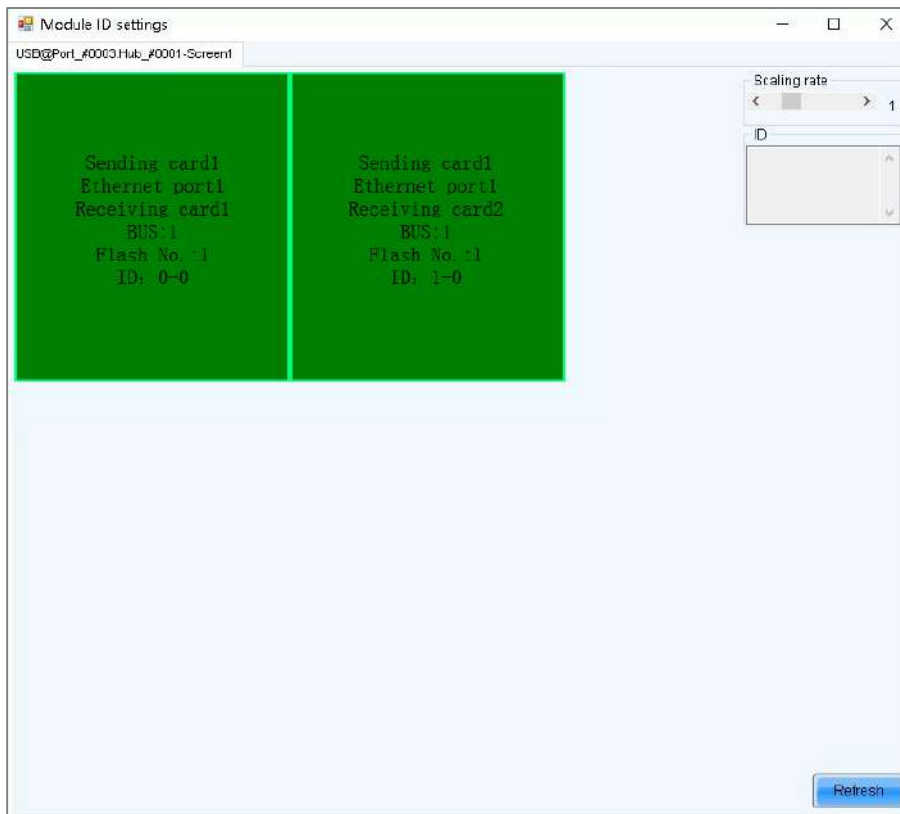 Module ID settings
USB@Port_#0003.Hub_#0001-Screen1
Scaling rate
1
ID
Sending card1
Ethernet port1
Receiving card1
BUS:1
Flash No.:1
ID: 0-0
Sending card1
Ethernet port1
Receiving card2
BUS:1
Flash No.:1
ID: 1-0
Refresh